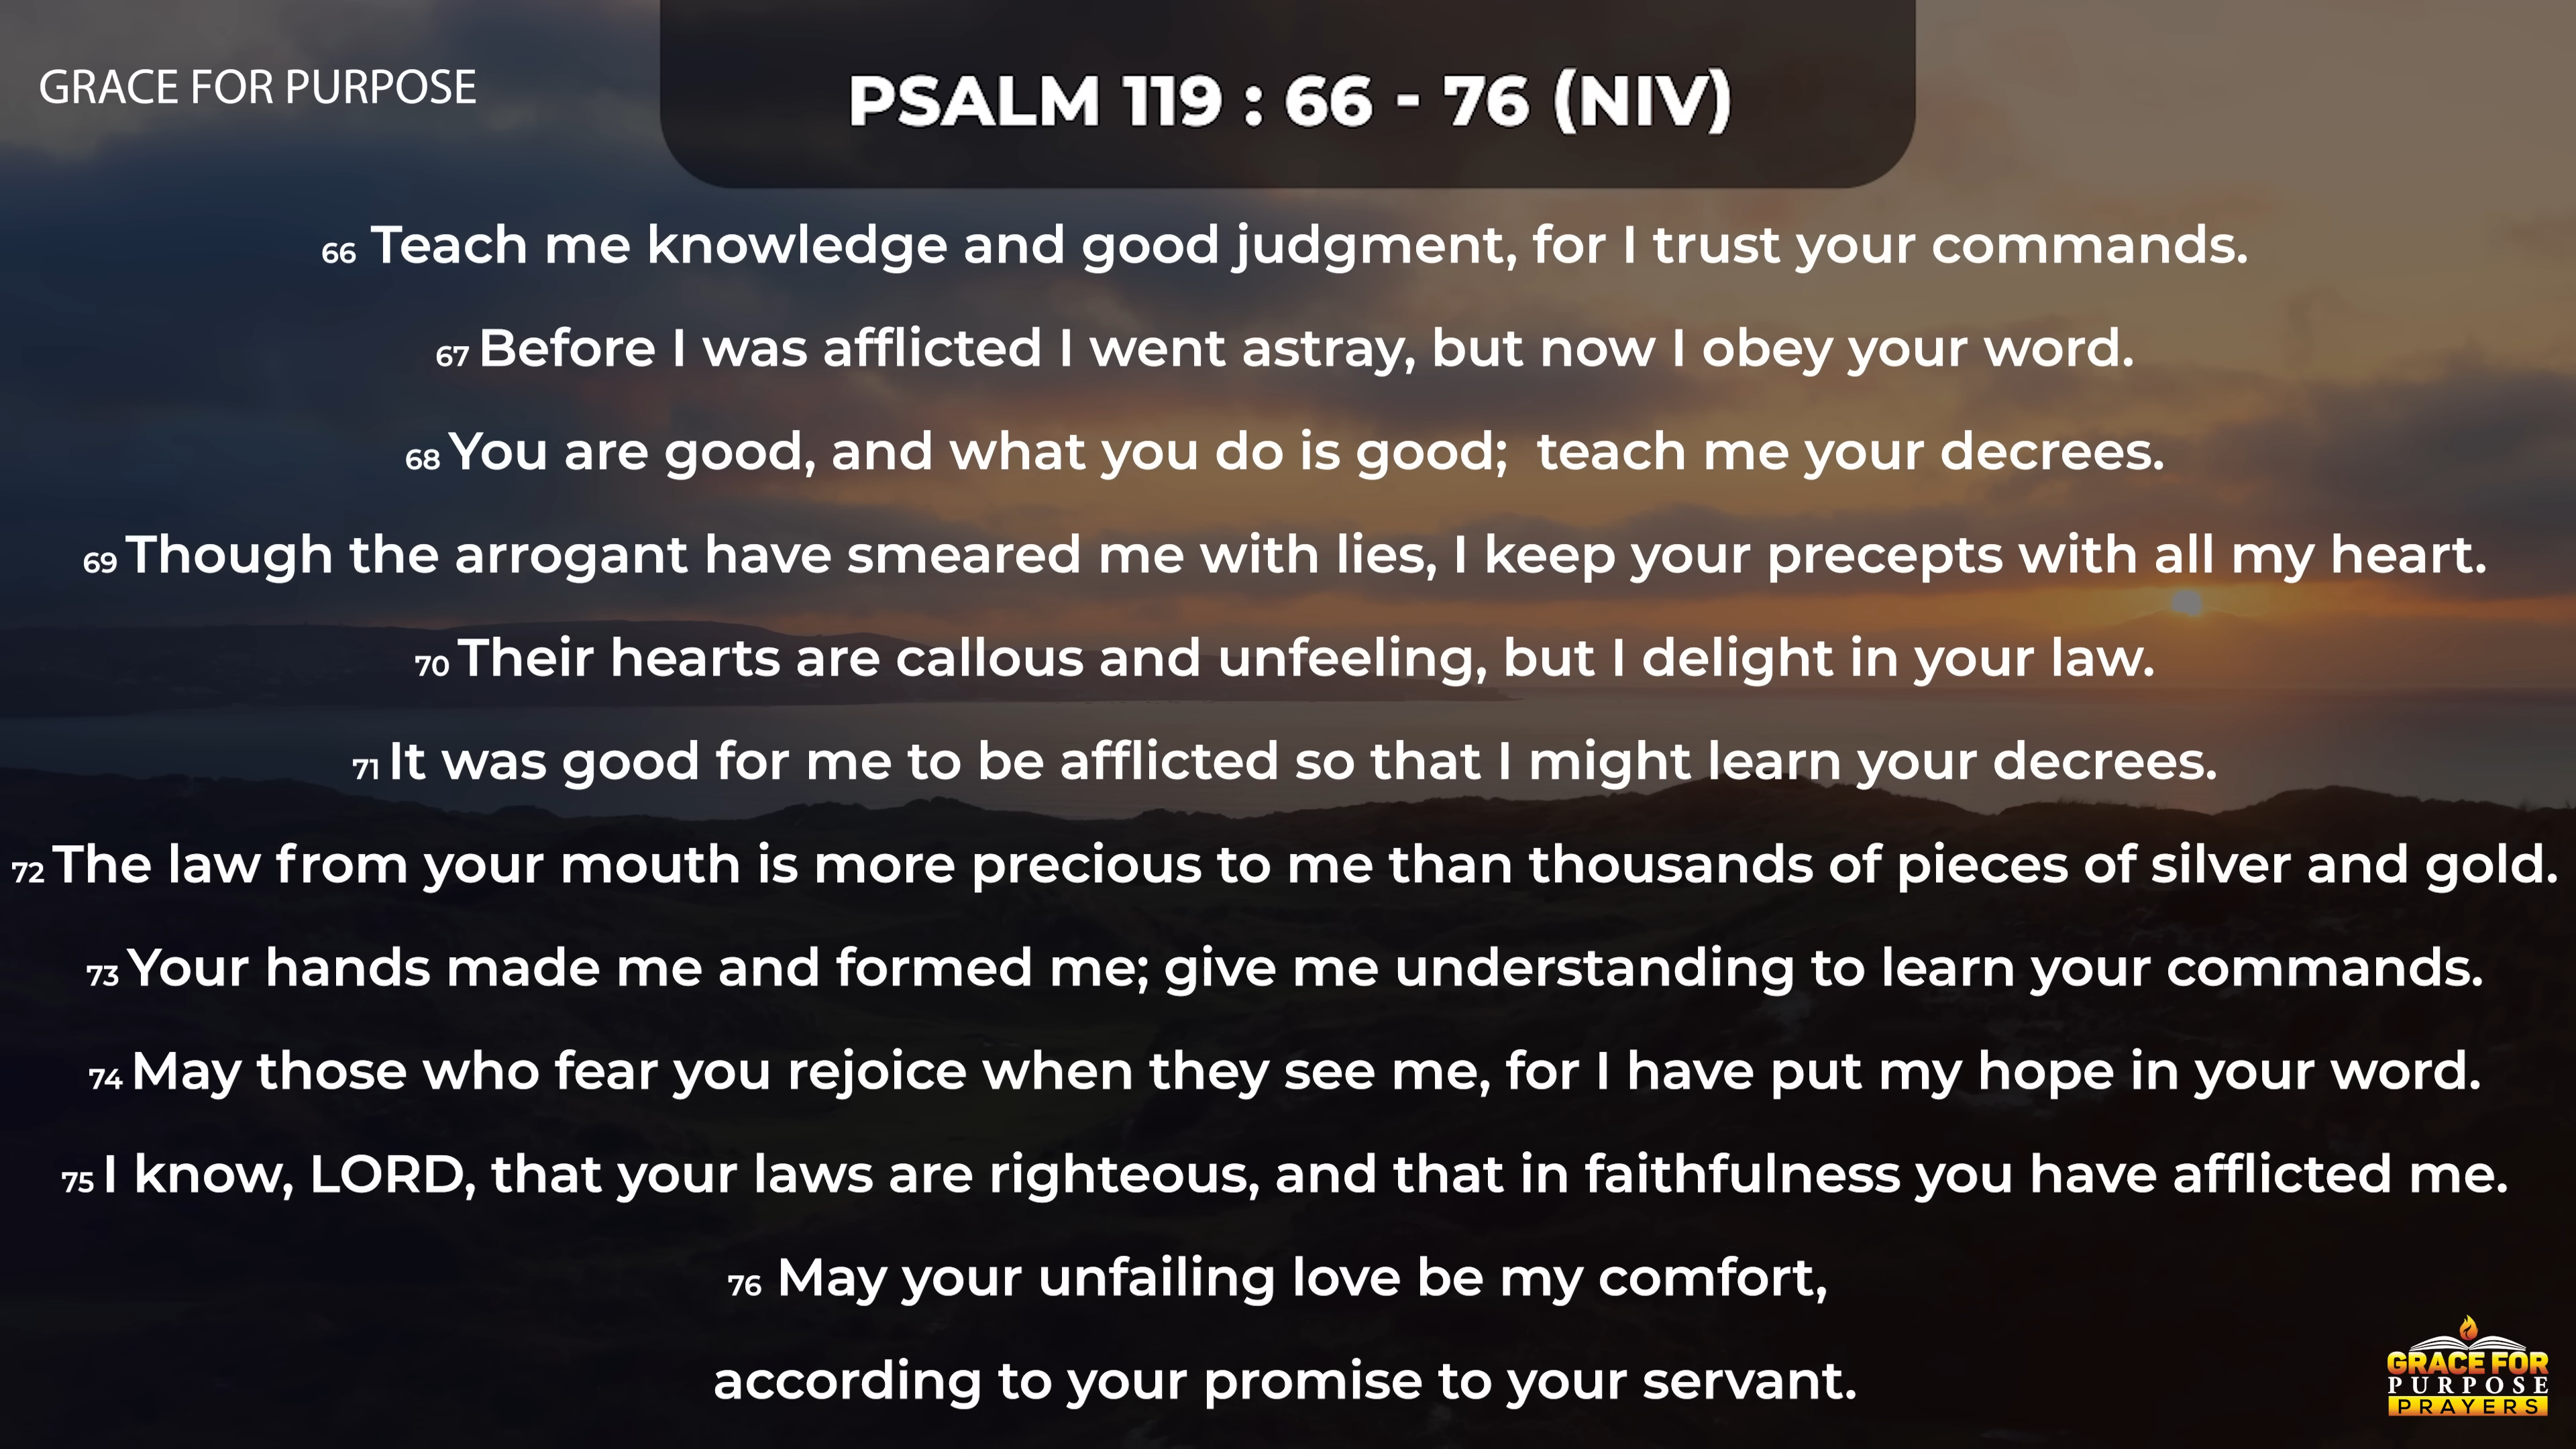 GRACE FOR PURPOSE
PSALM 119 : 66 - 76 (NIV)
66 Teach me knowledge and good judgment, for I trust your commands.
67 Before I was afflicted I went astray, but now I obey your word.
68 You are good, and what you do is good;  teach me your decrees.
69 Though the arrogant have smeared me with lies, I keep your precepts with all my heart.
70 Their hearts are callous and unfeeling, but I delight in your law.
71 It was good for me to be afflicted so that I might learn your decrees.
72 The law from your mouth is more precious to me than thousands of pieces of silver and gold.
73 Your hands made me and formed me; give me understanding to learn your commands.
74 May those who fear you rejoice when they see me, for I have put my hope in your word.
75 I know, LORD, that your laws are righteous, and that in faithfulness you have afflicted me.
76 May your unfailing love be my comfort,
according to your promise to your servant.
GRACE FOR
PURPOSE
PRAYERS